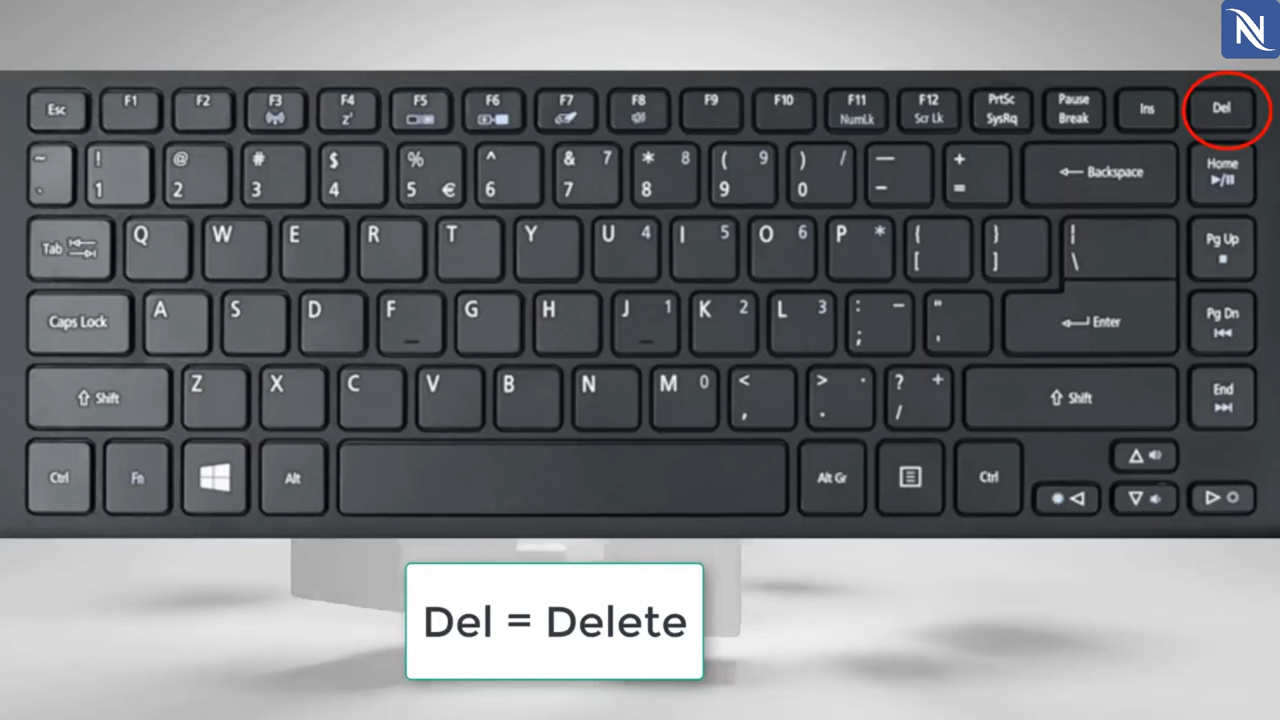 N
Esc F1 F2 F3 F4 F5 F6 F7 F8 F9 F10 F11 F12 PrtSc Pause Ins Del
zᶻ NumLk Scr Lk SysRq Break
~ ! @ # $ % ^ & 7 * 8 ( 9 ) / — + Backspace Home
1 2 3 4 5 € 6 7 8 9 0 - =
Tab Q W E R T Y U 4 I 5 O 6 P * { } | Pg Up
[ ] \
Caps Lock A S D F G H J 1 K 2 L 3 : - " Enter Pg Dn
_ _ ; '
Shift Z X C V B N M 0 < > . ? + Shift End
, . /
Ctrl Fn Alt Alt Gr Ctrl
Del = Delete